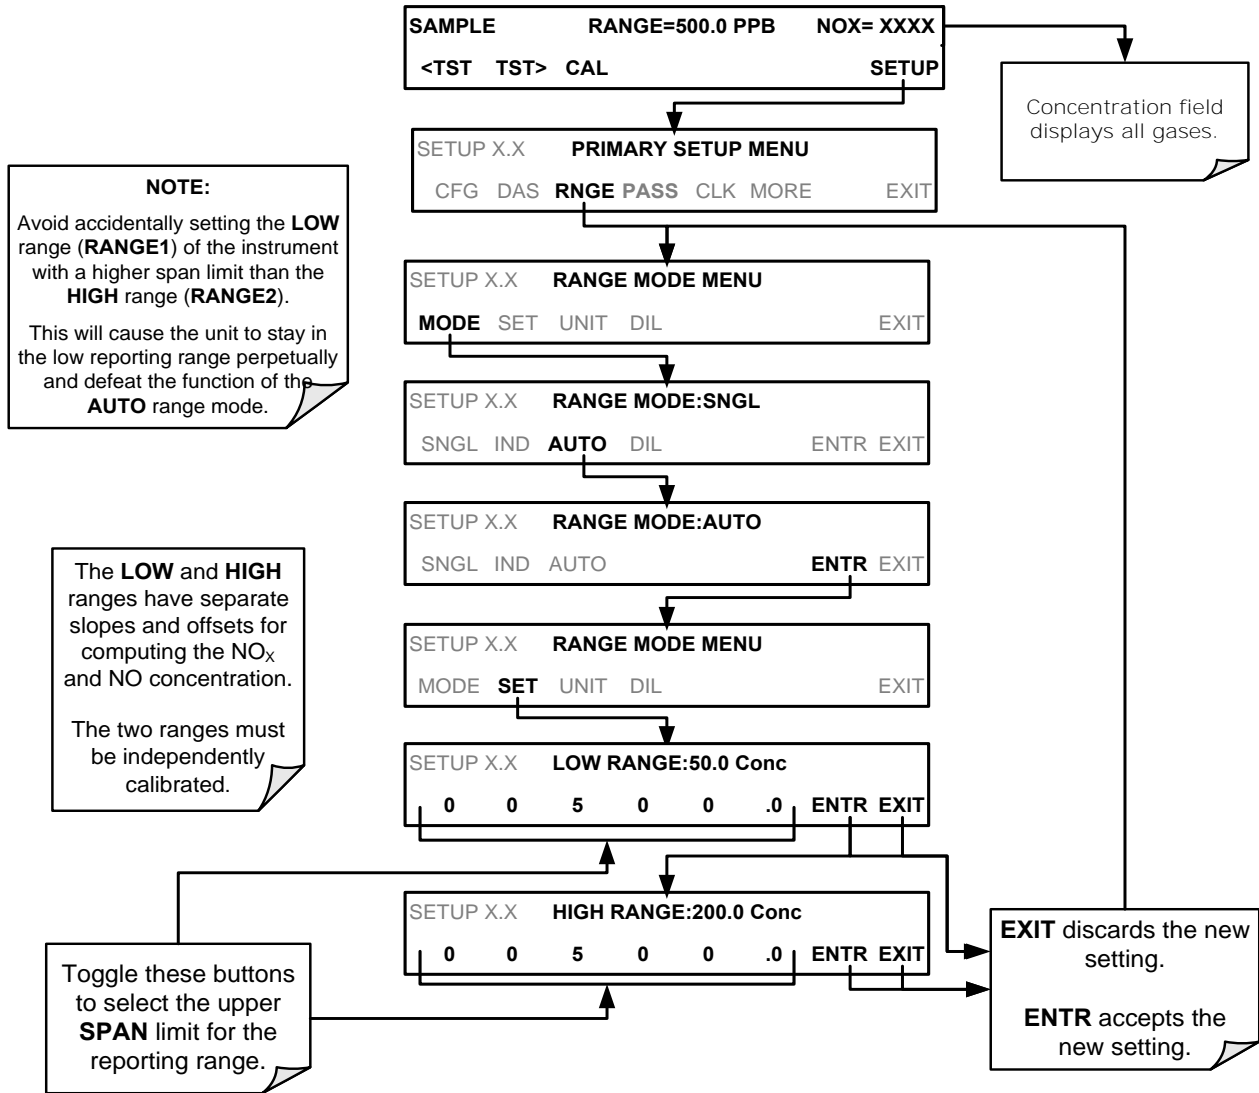 SAMPLE RANGE=500.0 PPB NOX= XXXX
<TST TST> CAL SETUP
Concentration field
displays all gases.
SETUP X.X PRIMARY SETUP MENU
CFG DAS RNGE PASS CLK MORE EXIT
NOTE:
Avoid accidentally setting the LOW
range (RANGE1) of the instrument
with a higher span limit than the
HIGH range (RANGE2).
This will cause the unit to stay in
the low reporting range perpetually
and defeat the function of the
AUTO range mode.
SETUP X.X RANGE MODE MENU
MODE SET UNIT DIL EXIT
SETUP X.X RANGE MODE:SNGL
SNGL IND AUTO DIL ENTR EXIT
SETUP X.X RANGE MODE:AUTO
SNGL IND AUTO ENTR EXIT
The LOW and HIGH
ranges have separate
slopes and offsets for
computing the NOX
and NO concentration.
The two ranges must
be independently
calibrated.
SETUP X.X RANGE MODE MENU
MODE SET UNIT DIL EXIT
SETUP X.X LOW RANGE:50.0 Conc
0 0 5 0 0 .0 ENTR EXIT
SETUP X.X HIGH RANGE:200.0 Conc
0 0 5 0 0 .0 ENTR EXIT
Toggle these buttons
to select the upper
SPAN limit for the
reporting range.
EXIT discards the new
setting.
ENTR accepts the
new setting.